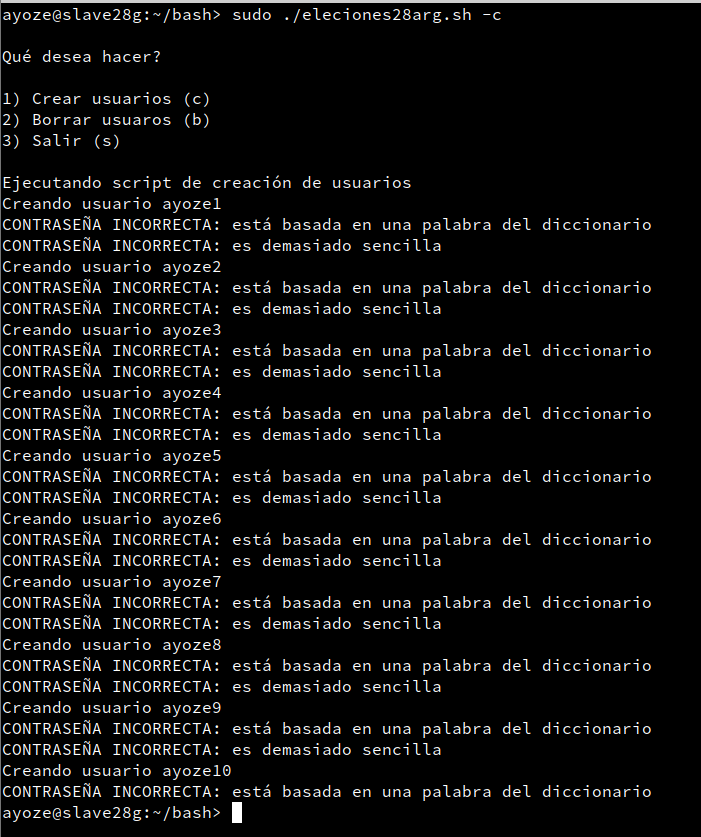 ayoze@slave28g:~/bash> sudo ./eleciones28arg.sh -c
Qué desea hacer?
1) Crear usuarios (c)
2) Borrar usuaros (b)
3) Salir (s)
Ejecutando script de creación de usuarios
Creando usuario ayoze1
CONTRASEÑA INCORRECTA: está basada en una palabra del diccionario
CONTRASEÑA INCORRECTA: es demasiado sencilla
Creando usuario ayoze2
CONTRASEÑA INCORRECTA: está basada en una palabra del diccionario
CONTRASEÑA INCORRECTA: es demasiado sencilla
Creando usuario ayoze3
CONTRASEÑA INCORRECTA: está basada en una palabra del diccionario
CONTRASEÑA INCORRECTA: es demasiado sencilla
Creando usuario ayoze4
CONTRASEÑA INCORRECTA: está basada en una palabra del diccionario
CONTRASEÑA INCORRECTA: es demasiado sencilla
Creando usuario ayoze5
CONTRASEÑA INCORRECTA: está basada en una palabra del diccionario
CONTRASEÑA INCORRECTA: es demasiado sencilla
Creando usuario ayoze6
CONTRASEÑA INCORRECTA: está basada en una palabra del diccionario
CONTRASEÑA INCORRECTA: es demasiado sencilla
Creando usuario ayoze7
CONTRASEÑA INCORRECTA: está basada en una palabra del diccionario
CONTRASEÑA INCORRECTA: es demasiado sencilla
Creando usuario ayoze8
CONTRASEÑA INCORRECTA: está basada en una palabra del diccionario
CONTRASEÑA INCORRECTA: es demasiado sencilla
Creando usuario ayoze9
CONTRASEÑA INCORRECTA: está basada en una palabra del diccionario
CONTRASEÑA INCORRECTA: es demasiado sencilla
Creando usuario ayoze10
CONTRASEÑA INCORRECTA: está basada en una palabra del diccionario
ayoze@slave28g:~/bash>